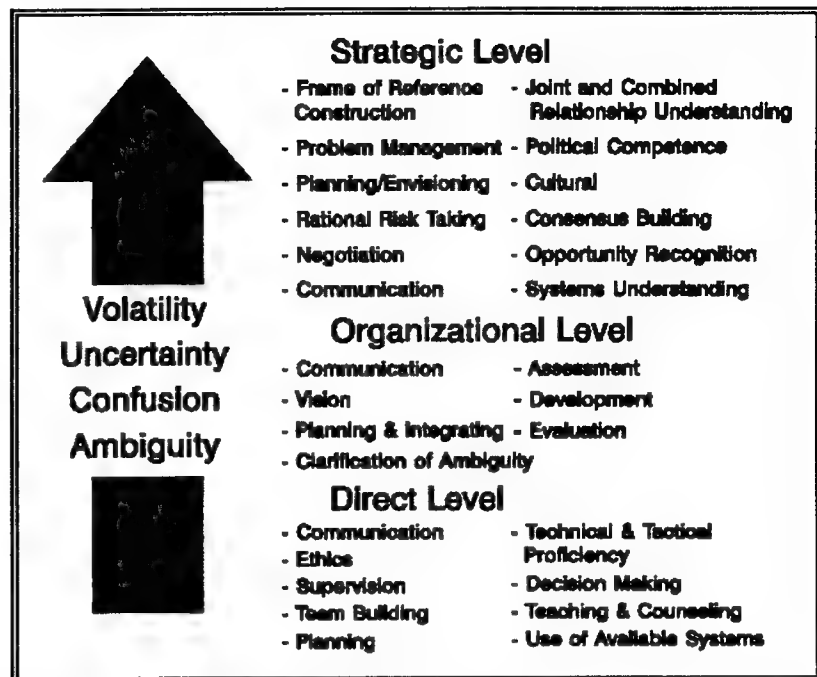 Strategic Level
- Frame of Reference Construction
- Problem Management
- Planning/Envisioning
- Rational Risk Taking
- Negotiation
- Communication
- Joint and Combined Relationship Understanding
- Political Competence
- Cultural
- Consensus Building
- Opportunity Recognition
- Systems Understanding
Volatility
Uncertainty
Confusion
Ambiguity
Organizational Level
- Communication
- Vision
- Planning & Integrating
- Clarification of Ambiguity
- Assessment
- Development
- Evaluation
Direct Level
- Communication
- Ethics
- Supervision
- Team Building
- Planning
- Technical & Tactical Proficiency
- Decision Making
- Teaching & Counseling
- Use of Available Systems